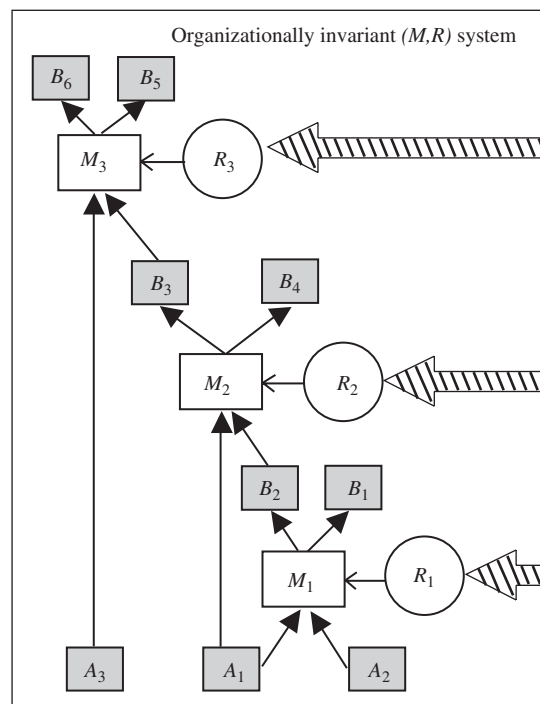 Organizationally invariant (M,R) system
B6 B5
M3 R3
B3 B4
M2 R2
B2 B1
M1 R1
A3 A1 A2